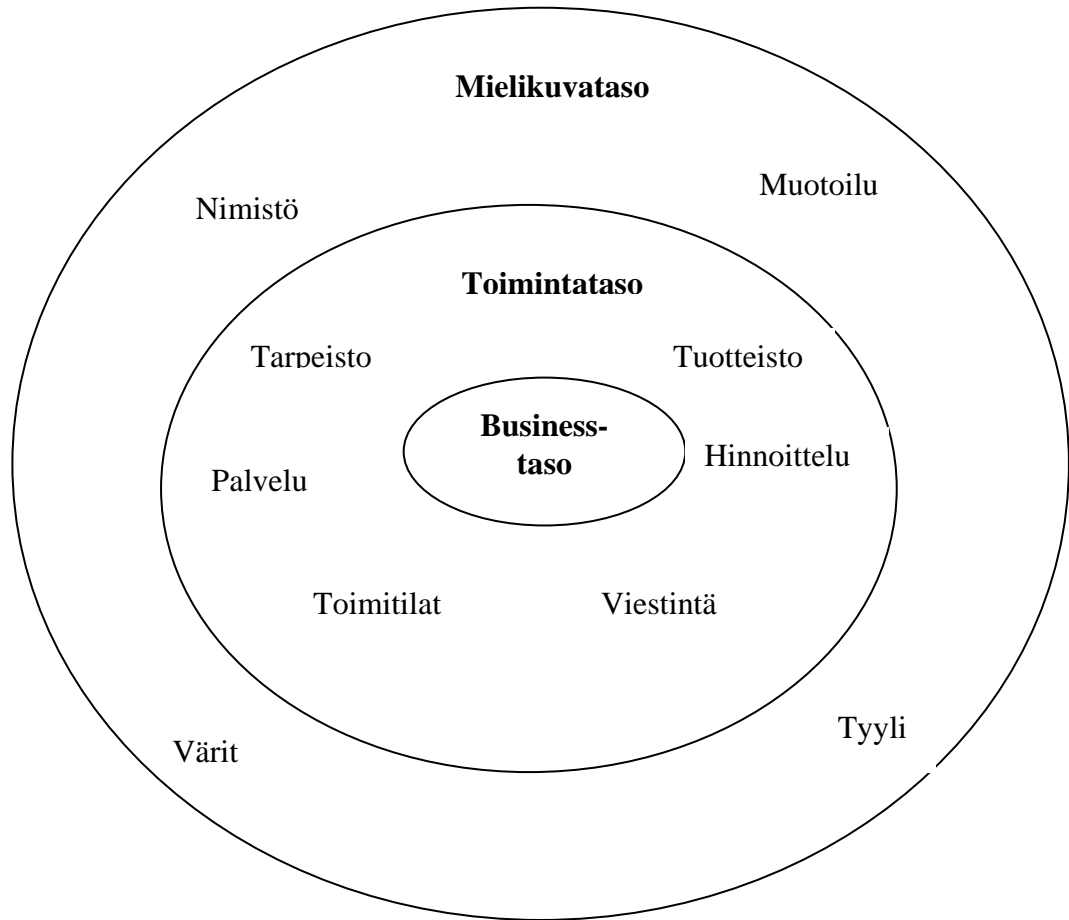 Mielikuvataso
Muotoilu
Nimistö
Toimintataso
Tarpeisto
Tuotteisto
Business-
taso
Hinnoittelu
Palvelu
Toimitilat
Viestintä
Tyyli
Värit